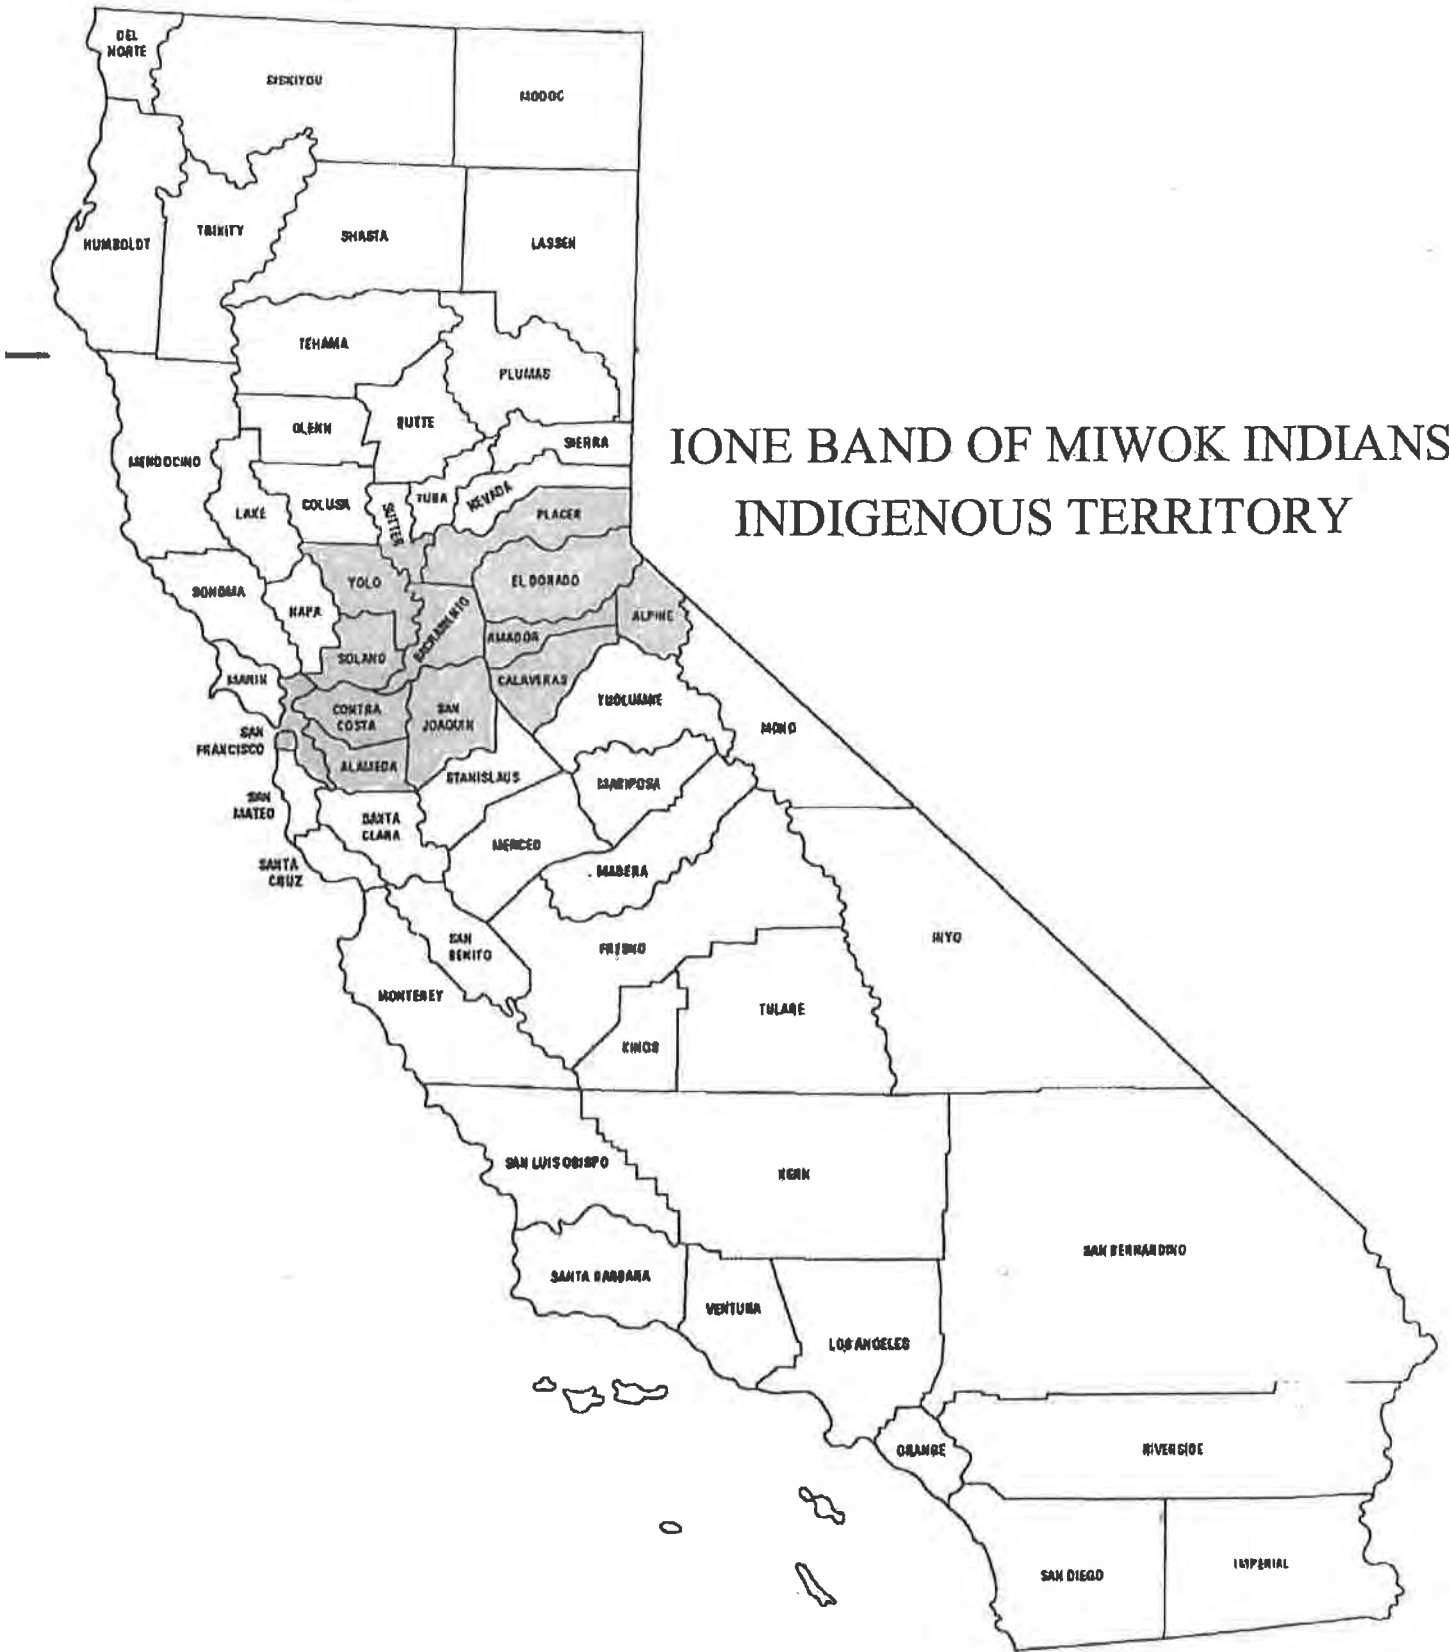 DEL
NORTE
SISKIYOU
MODOC
HUMBOLDT
TRINITY
SHASTA
LASSEN
TEHAMA
PLUMAS
GLENN
BUTTE
SIERRA
IONE BAND OF MIWOK INDIANS
INDIGENOUS TERRITORY
MENDOCINO
LAKE
COLUSA
SUTTER
YUBA
NEVADA
PLACER
SONOMA
NAPA
YOLO
SACRAMENTO
EL DORADO
ALPINE
AMADOR
SOLANO
MARIN
CALAVERAS
CONTRA
COSTA
SAN
JOAQUIN
TUOLUMNE
MONO
SAN
FRANCISCO
ALAMEDA
STANISLAUS
MARIPOSA
SAN
MATEO
SANTA
CLARA
MERCED
SANTA
CRUZ
MADERA
SAN
BENITO
FRESNO
INYO
MONTEREY
TULARE
KINGS
SAN LUIS OBISPO
KERN
SAN BERNARDINO
SANTA BARBARA
VENTURA
LOS ANGELES
ORANGE
RIVERSIDE
SAN DIEGO
IMPERIAL